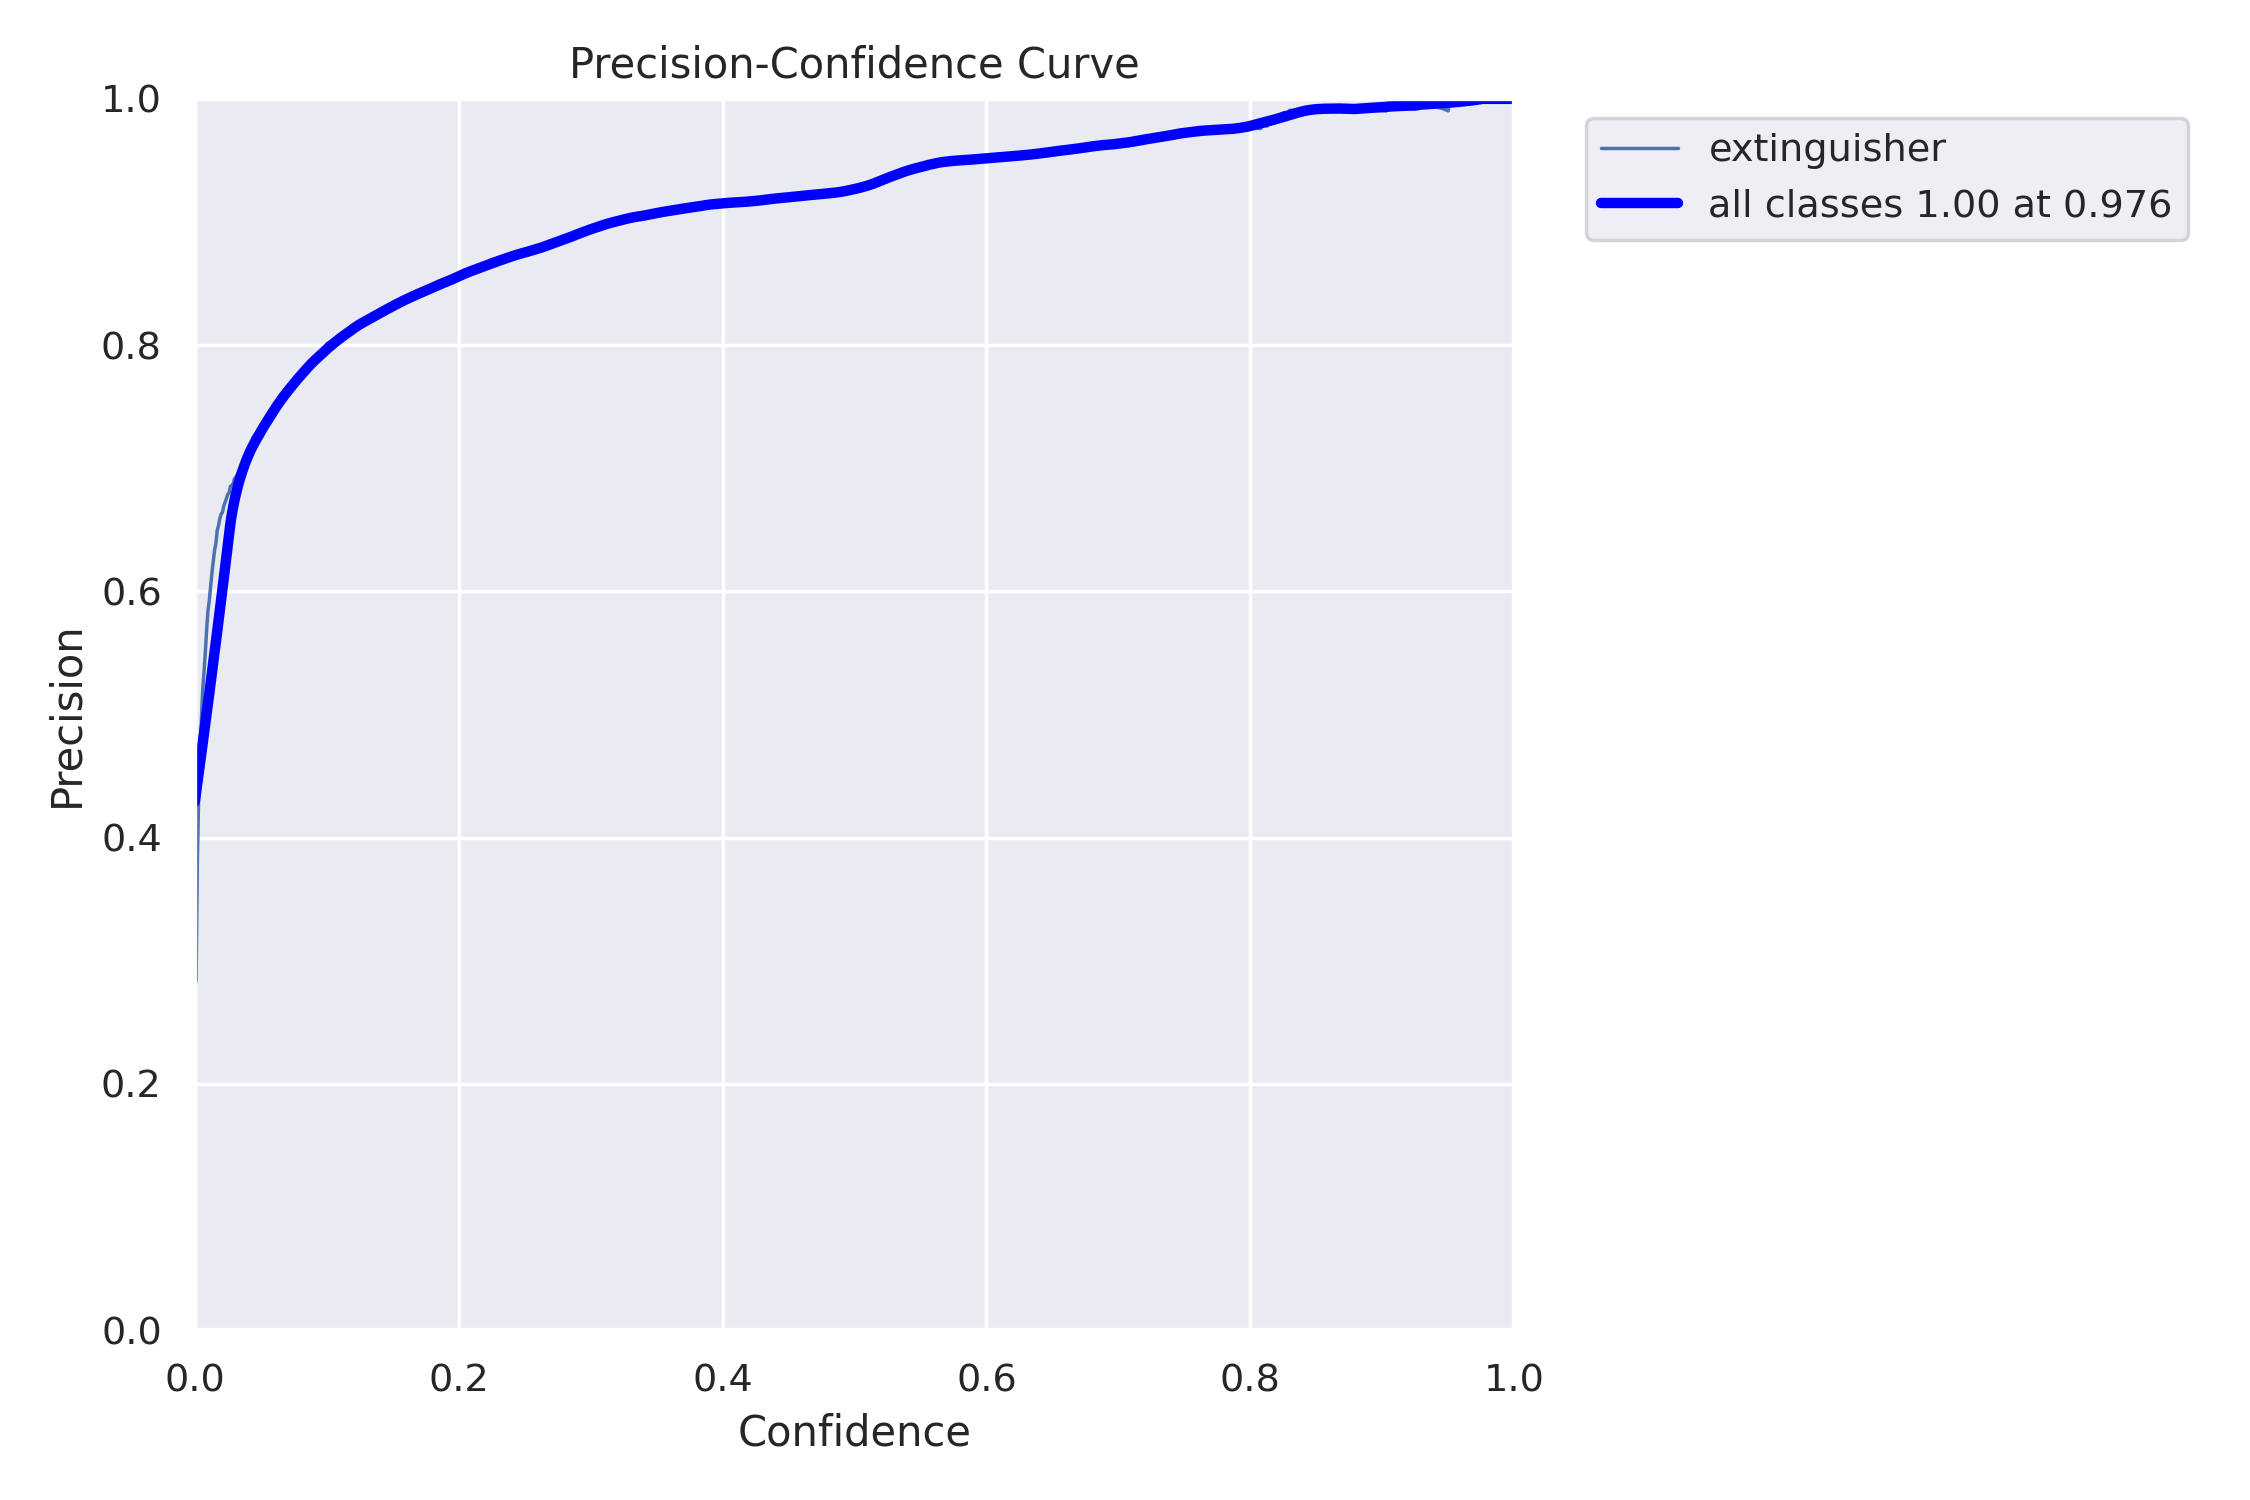 Precision-Confidence Curve
1.0
0.8
0.6
0.4
0.2
0.0
Precision
0.0 0.2 0.4 0.6 0.8 1.0
Confidence
extinguisher
all classes 1.00 at 0.976